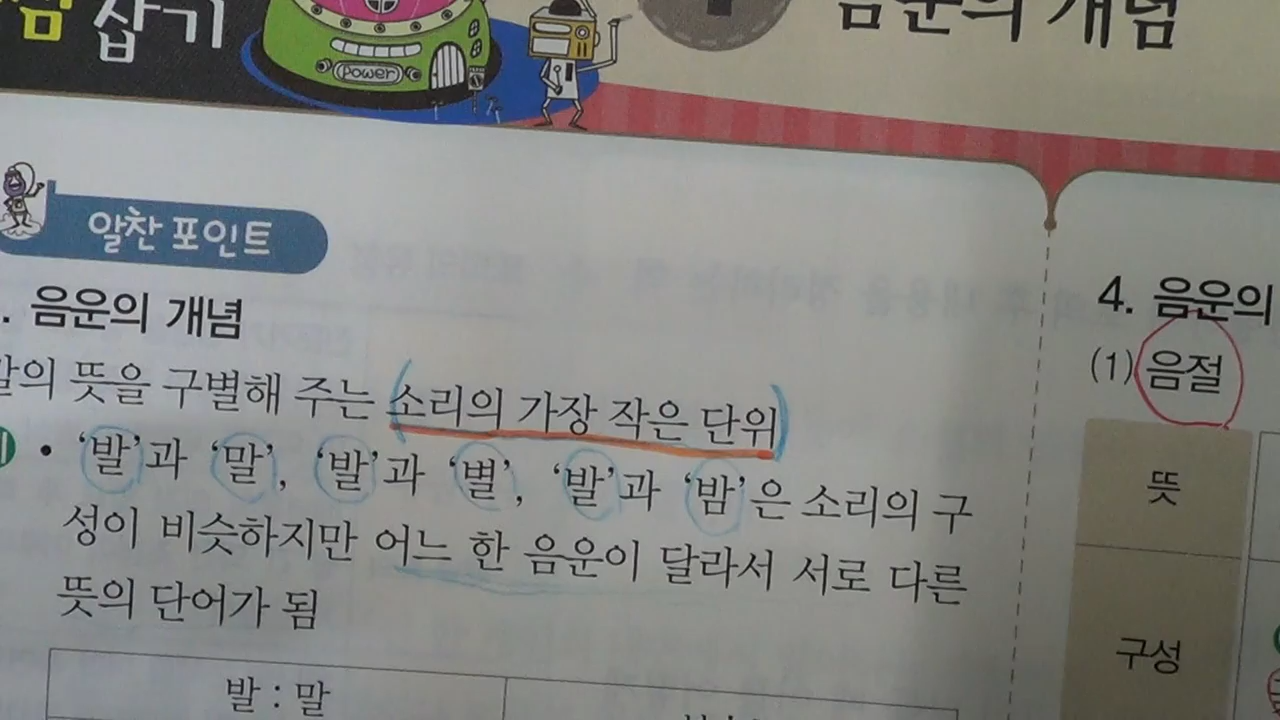 잡기
음운의 개념
power
알찬 포인트
. 음운의 개념
말의 뜻을 구별해 주는 소리의 가장 작은 단위
• ‘발’과 ‘말’, ‘발’과 ‘별’, ‘발’과 ‘밤’은 소리의 구
성이 비슷하지만 어느 한 음운이 달라서 서로 다른
뜻의 단어가 됨
발 : 말
4. 음운의
(1) 음절
뜻
구성